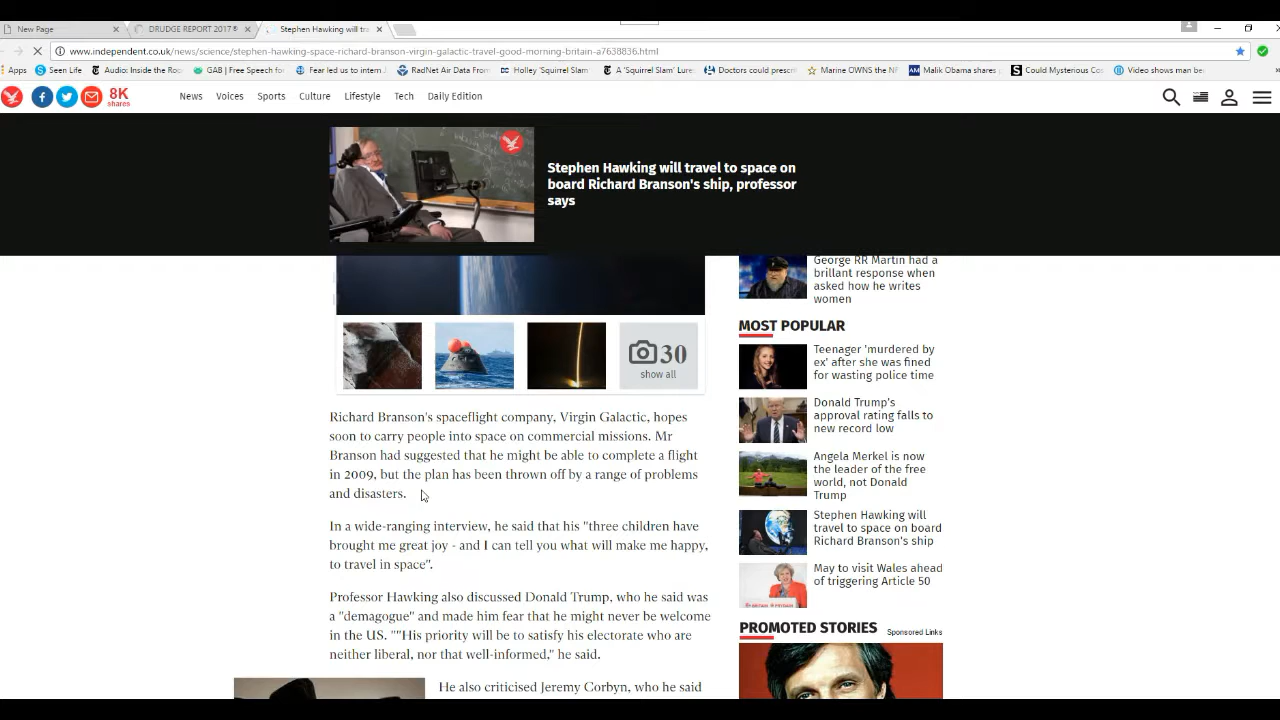 New Page
DRUDGE REPORT 2017®
Stephen Hawking will tra
www.independent.co.uk/news/science/stephen-hawking-space-richard-branson-virgin-galactic-travel-good-morning-britain-a7638836.html
Apps
Seen Life
Audio: Inside the Roo
GAB | Free Speech fo
Fear led us to intern J
RadNet Air Data From
Holley 'Squirrel Slam
A 'Squirrel Slam' Lure
Doctors could prescri
Marine OWNS the NF
Malik Obama shares p
Could Mysterious Co
Video shows man be
8K
shares
News
Voices
Sports
Culture
Lifestyle
Tech
Daily Edition
Stephen Hawking will travel to space on
board Richard Branson's ship, professor
says
30
show all
Richard Branson's spaceflight company, Virgin Galactic, hopes
soon to carry people into space on commercial missions. Mr
Branson had suggested that he might be able to complete a flight
in 2009, but the plan has been thrown off by a range of problems
and disasters.
In a wide-ranging interview, he said that his "three children have
brought me great joy - and I can tell you what will make me happy,
to travel in space".
Professor Hawking also discussed Donald Trump, who he said was
a "demagogue" and made him fear that he might never be welcome
in the US. ""His priority will be to satisfy his electorate who are
neither liberal, nor that well-informed," he said.
He also criticised Jeremy Corbyn, who he said
George RR Martin had a
brillant response when
asked how he writes
women
MOST POPULAR
Teenager 'murdered by
ex' after she was fined
for wasting police time
Donald Trump's
approval rating falls to
new record low
Angela Merkel is now
the leader of the free
world, not Donald
Trump
Stephen Hawking will
travel to space on board
Richard Branson's ship
May to visit Wales ahead
of triggering Article 50
PROMOTED STORIES
Sponsored Links